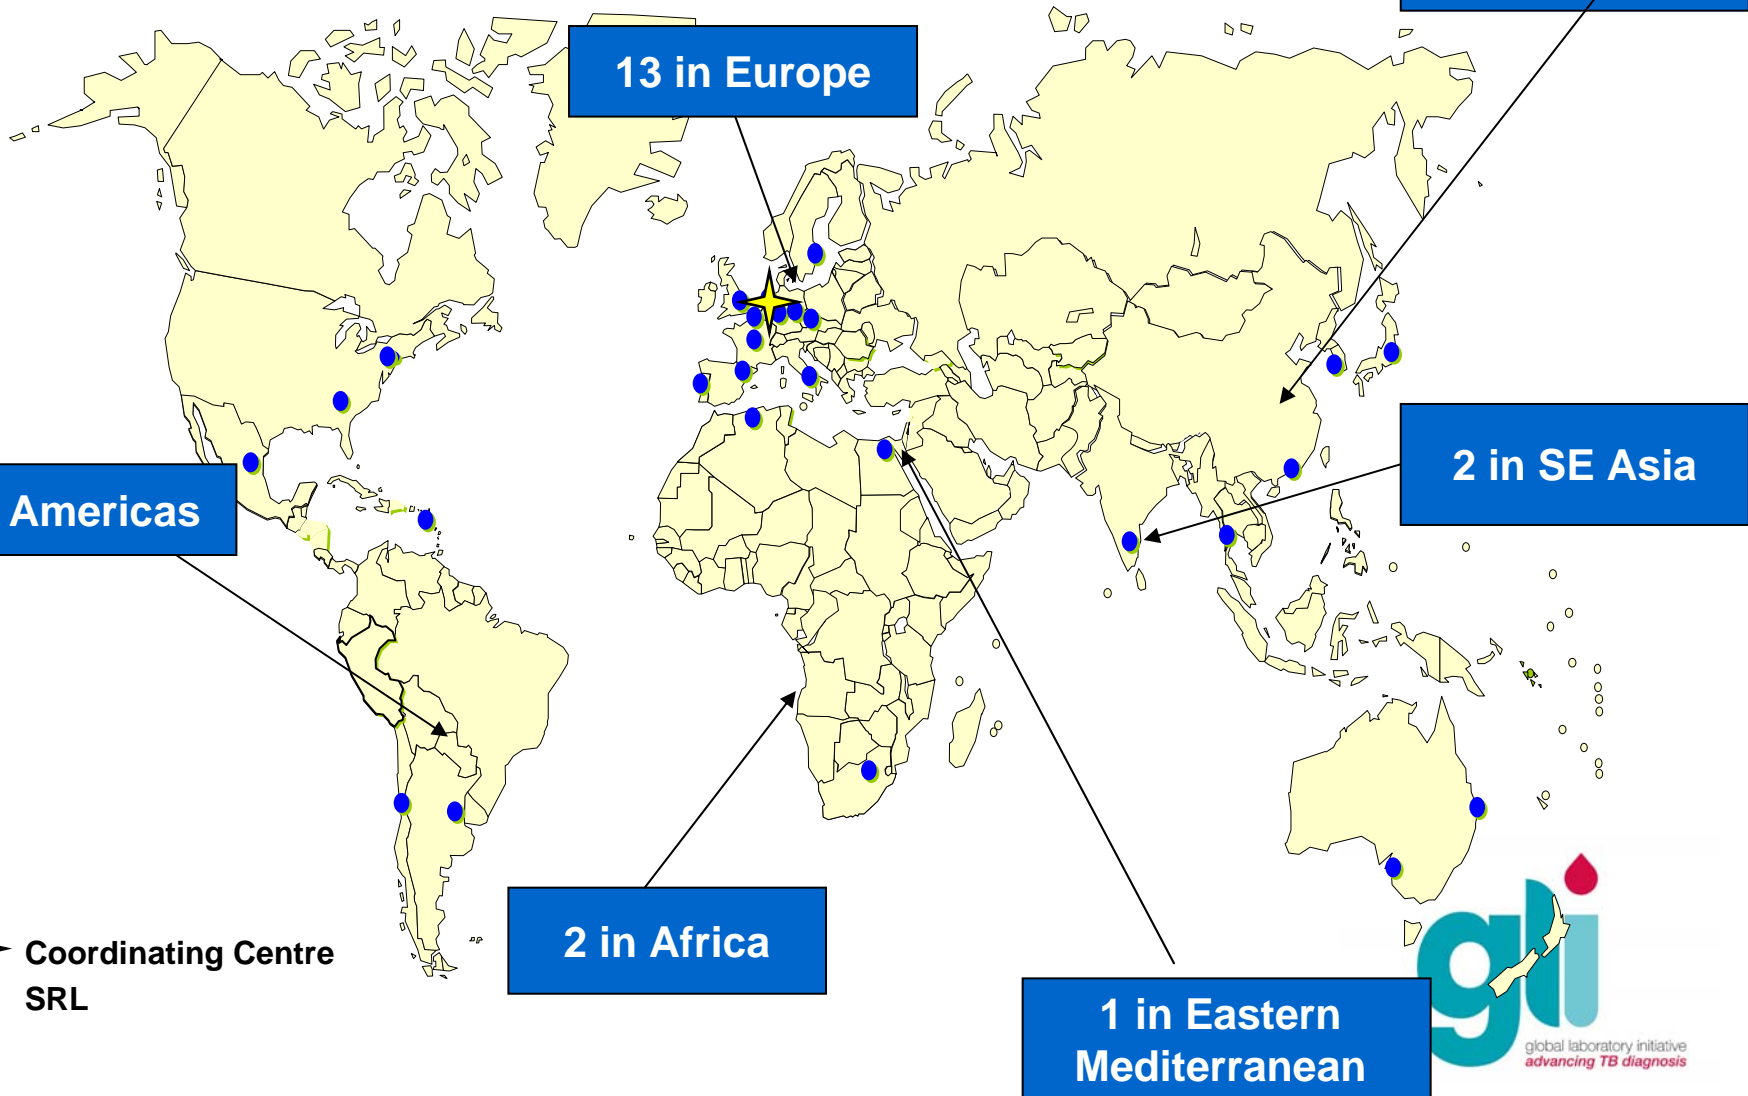 13 in Europe
2 in SE Asia
Americas
2 in Africa
Coordinating Centre
SRL
1 in Eastern
Mediterranean
gli
global laboratory initiative
advancing TB diagnosis